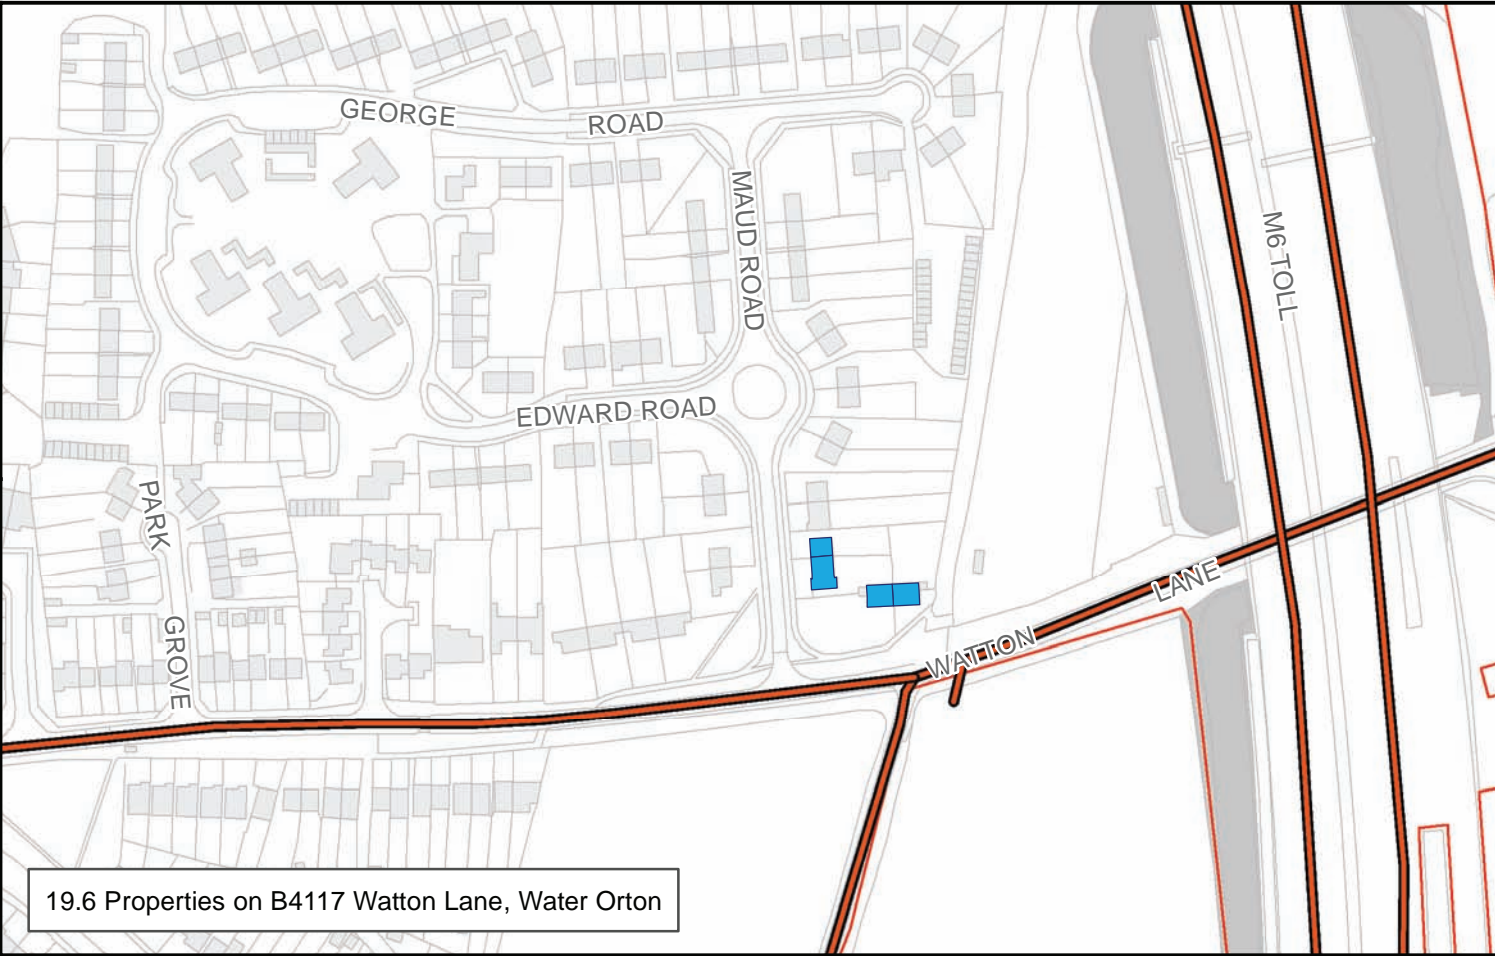 GEORGE ROAD
MAUD ROAD
M6 TOLL
EDWARD ROAD
PARK GROVE
WATTON LANE
19.6 Properties on B4117 Watton Lane, Water Orton